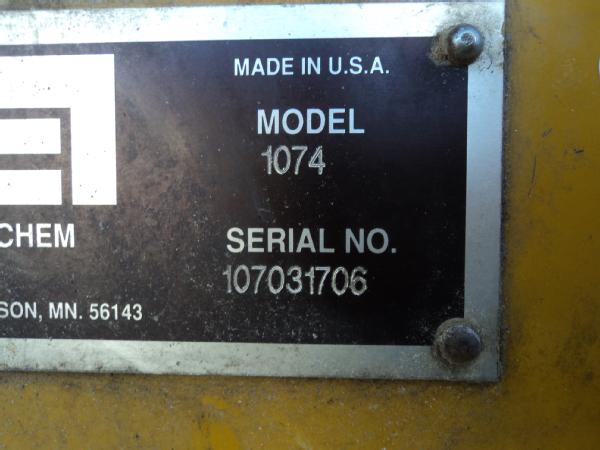 MADE IN U.S.A.
MODEL
1074
CHEM
SERIAL NO.
107031706
SON, MN. 56143